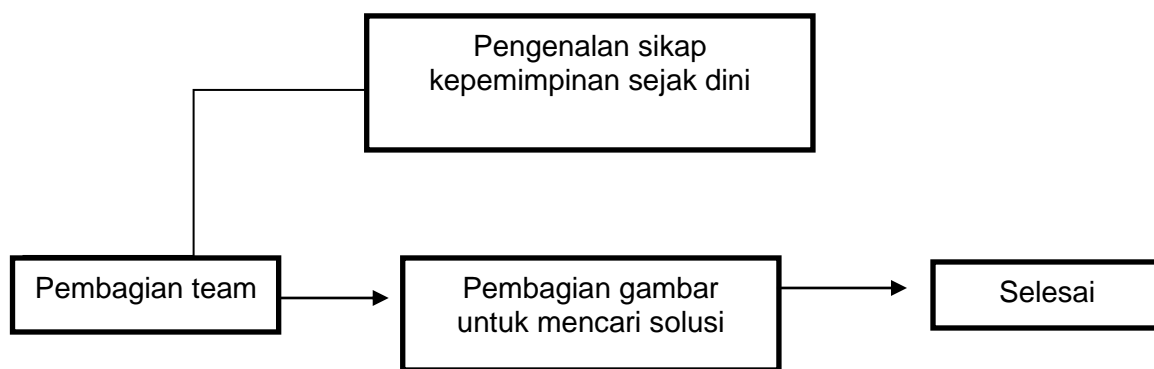 Pengenalan sikap
kepemimpinan sejak dini
Pembagian team
Pembagian gambar
untuk mencari solusi
Selesai